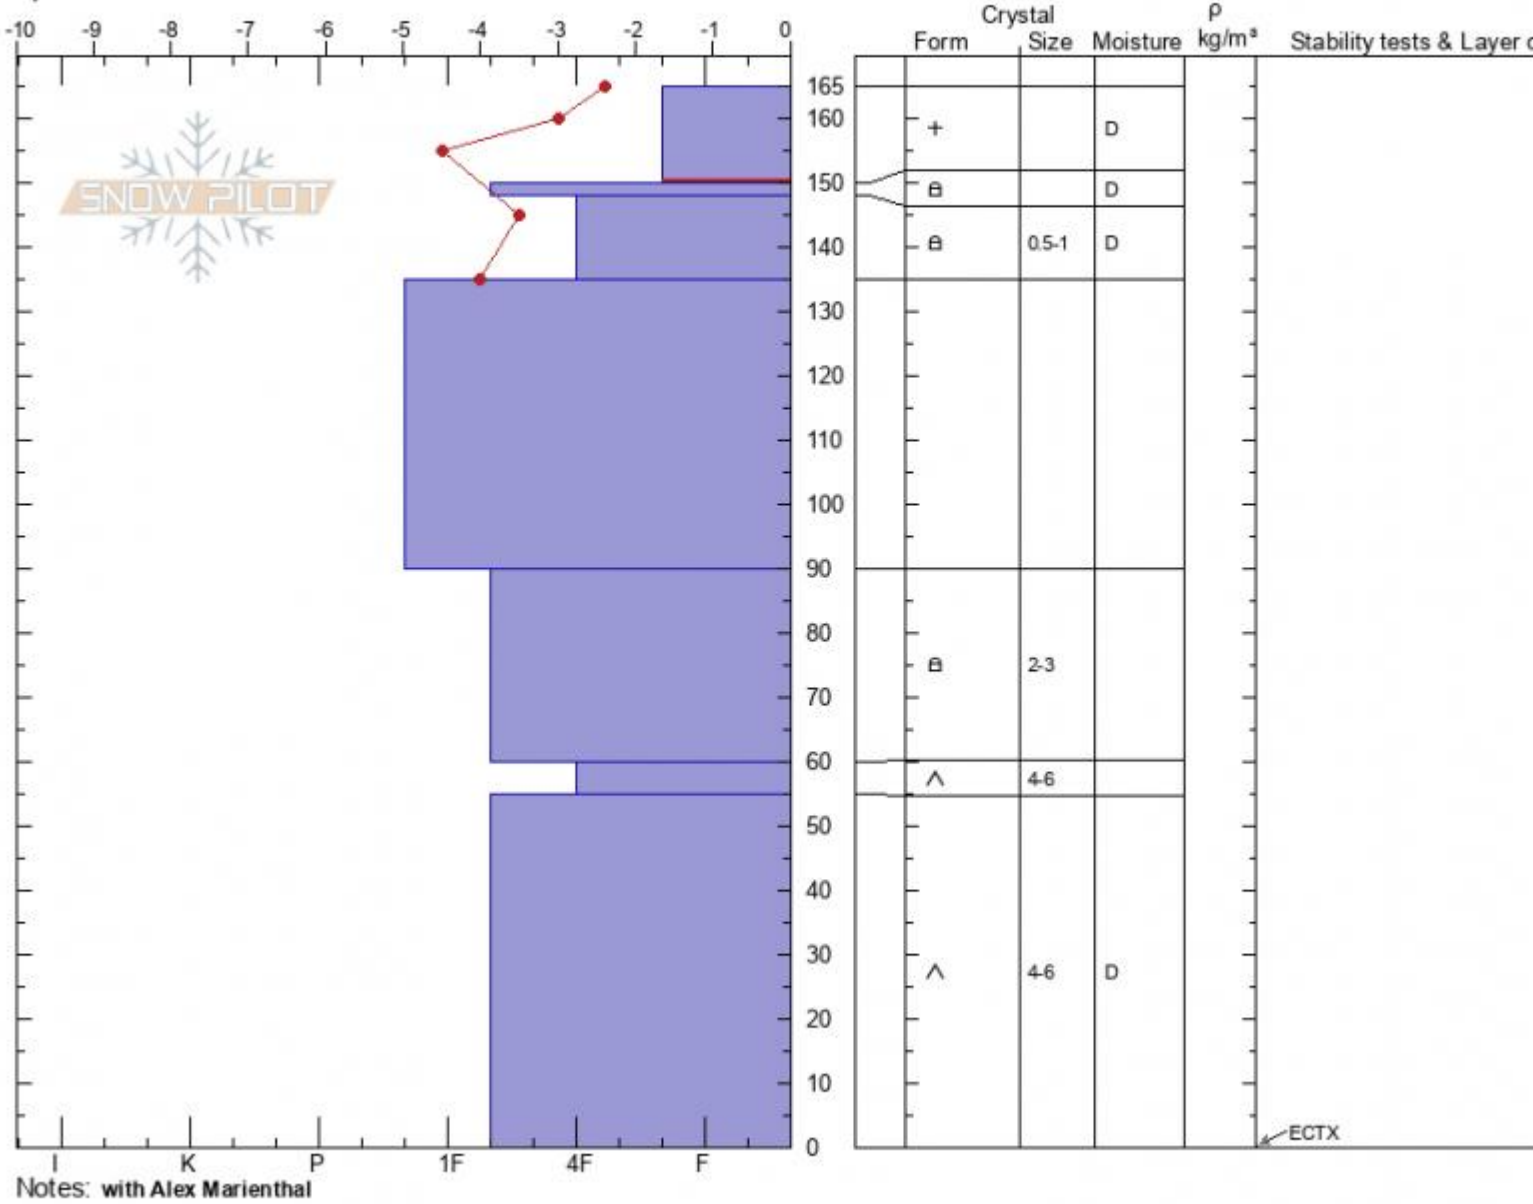 Crystal ρ
-10 -9 -8 -7 -6 -5 -4 -3 -2 -1 0 Form Size Moisture kg/m³ Stability tests & Layer c
165
160 + D
SNOW PILOT
150 D
140 0.5-1 D
130
120
110
100
90
80
2-3
70
60
4-6
50
40
30
4-6 D
20
10
ECTX
0
I K P 1F 4F F
Notes: with Alex Marienthal